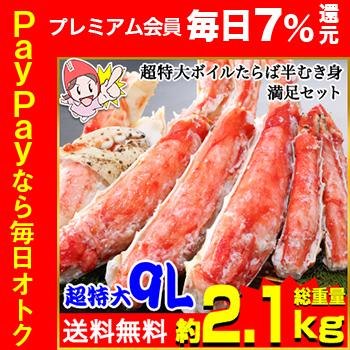 PayPayなら毎日オトク
プレミアム会員 毎日7%還元
超特大ボイルたらば半むき身
満足セット
超特大9L
総重量
約2.1kg
送料無料